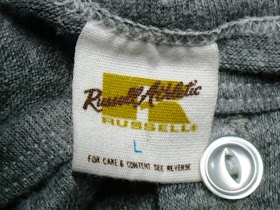 Russell Athletic
R
RUSSELL
L
FOR CARE & CONTENT SEE REVERSE